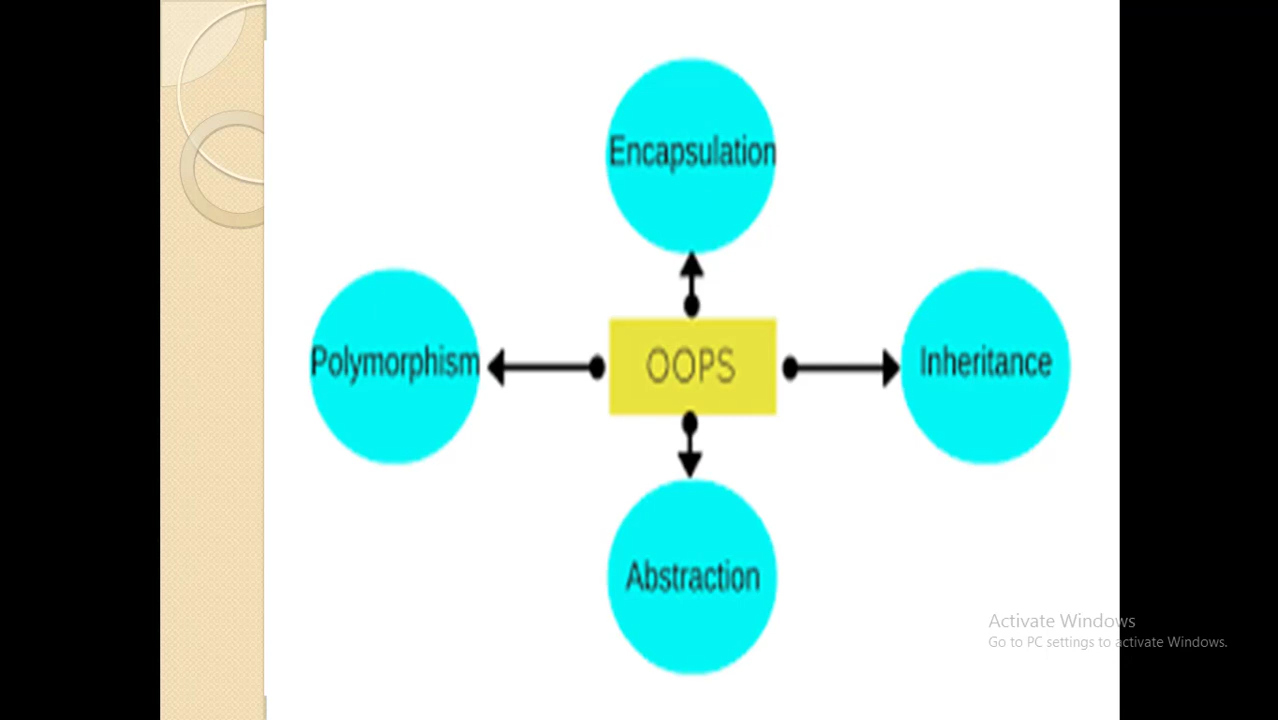 Encapsulation
Polymorphism
OOPS
Inheritance
Abstraction
Activate Windows
Go to PC settings to activate Windows.